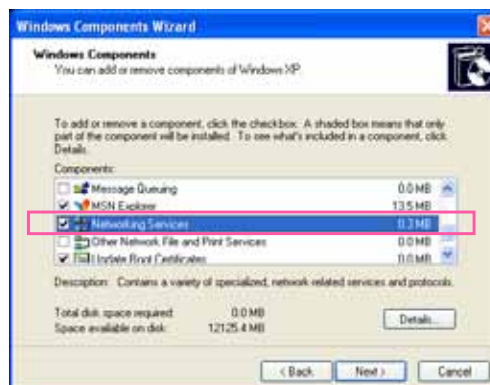 Windows Components Wizard
Windows Components
You can add or remove components of Windows XP.
To add or remove a component, click the checkbox. A shaded box means that only
part of the component will be installed. To see what's included in a component, click
Details.
Components:
Message Queuing 0.0 MB
MSN Explorer 13.5 MB
Networking Services 0.3 MB
Other Network File and Print Services 0.0 MB
Update Root Certificates 0.0 MB
Description: Contains a variety of specialized, network-related services and protocols.
Total disk space required: 0.0 MB
Space available on disk: 12125.4 MB
Details...
< Back Next > Cancel